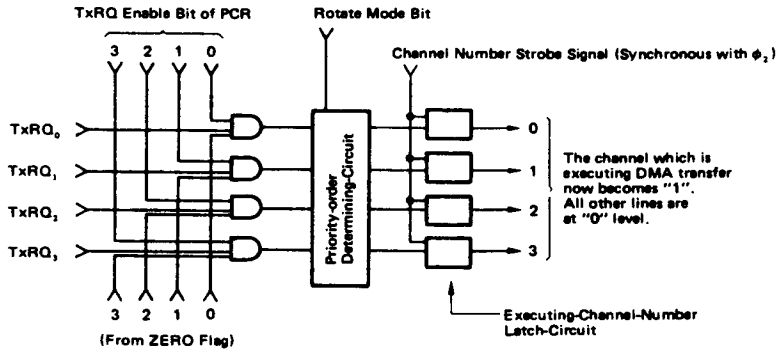 TxRQ Enable Bit of PCR
3 2 1 0
Rotate Mode Bit
Channel Number Strobe Signal (Synchronous with ϕ₂)
TxRQ₀
TxRQ₁
TxRQ₂
TxRQ₃
Priority-order
Determining-Circuit
0
1
2
3
The channel which is
executing DMA transfer
now becomes "1".
All other lines are
at "0" level.
3 2 1 0
(From ZERO Flag)
Executing-Channel-Number
Latch-Circuit